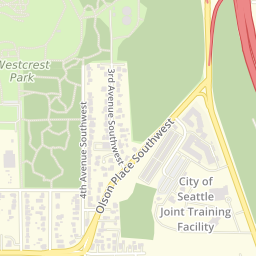 Westcrest
Park
3rd Avenue Southwest
4th Avenue Southwest
Olson Place Southwest
City of
Seattle
Joint Training
Facility